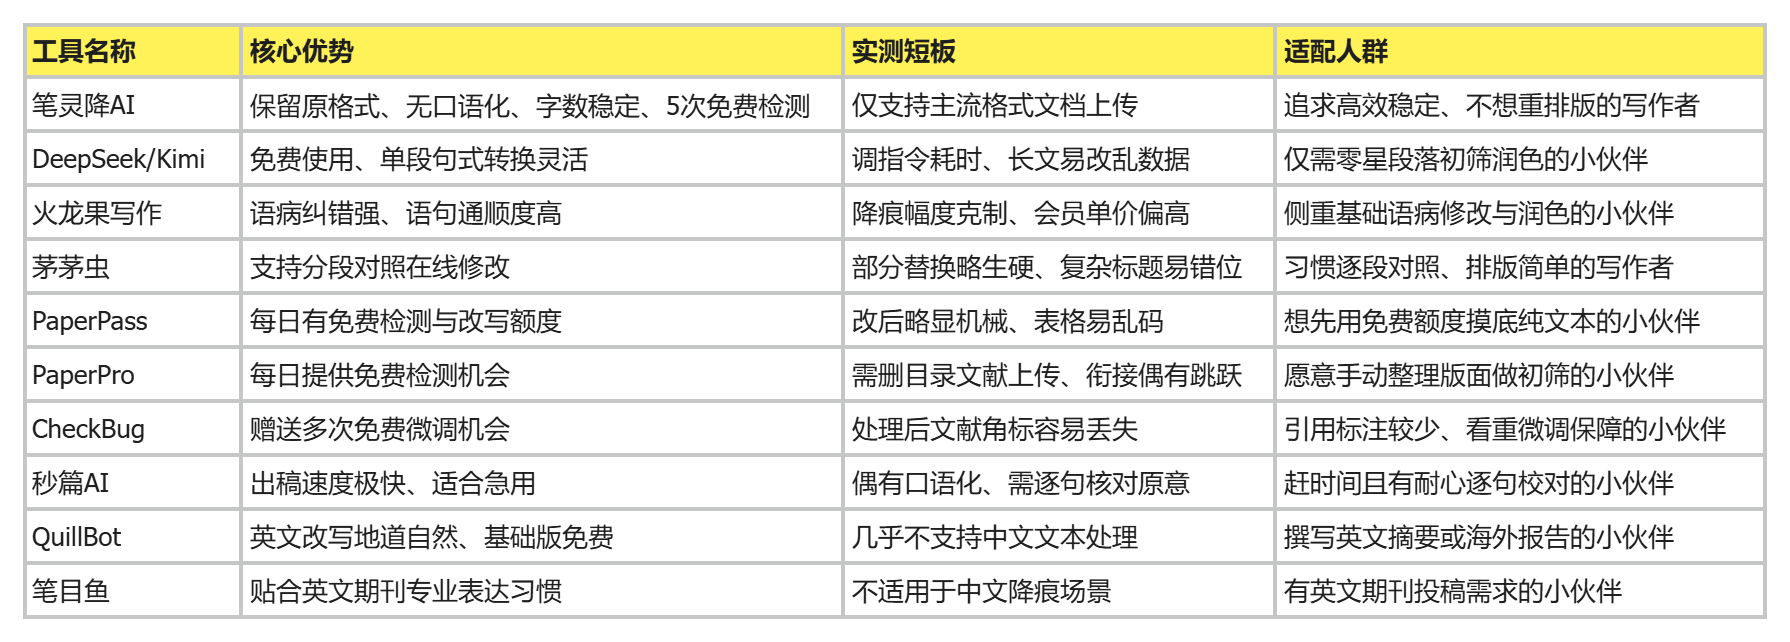 工具名称 核心优势 实测短板 适配人群
笔灵降AI 保留原格式、无口语化、字数稳定、5次免费检测 仅支持主流格式文档上传 追求高效稳定、不想重排版的写作者
DeepSeek/Kimi 免费使用、单段句式转换灵活 调指令耗时、长文易改乱数据 仅需零星段落初筛润色的小伙伴
火龙果写作 语病纠错强、语句通顺度高 降痕幅度克制、会员单价偏高 侧重基础语病修改与润色的小伙伴
茅茅虫 支持分段对照在线修改 部分替换略生硬、复杂标题易错位 习惯逐段对照、排版简单的写作者
PaperPass 每日有免费检测与改写额度 改后略显机械、表格易乱码 想先用免费额度摸底纯文本的小伙伴
PaperPro 每日提供免费检测机会 需删目录文献上传、衔接偶有跳跃 愿意手动整理版面做初筛的小伙伴
CheckBug 赠送多次免费微调机会 处理后文献角标容易丢失 引用标注较少、看重微调保障的小伙伴
秒篇AI 出稿速度极快、适合急用 偶有口语化、需逐句核对原意 赶时间且有耐心逐句校对的小伙伴
QuillBot 英文改写地道自然、基础版免费 几乎不支持中文文本处理 撰写英文摘要或海外报告的小伙伴
笔目鱼 贴合英文期刊专业表达习惯 不适用于中文降痕场景 有英文期刊投稿需求的小伙伴